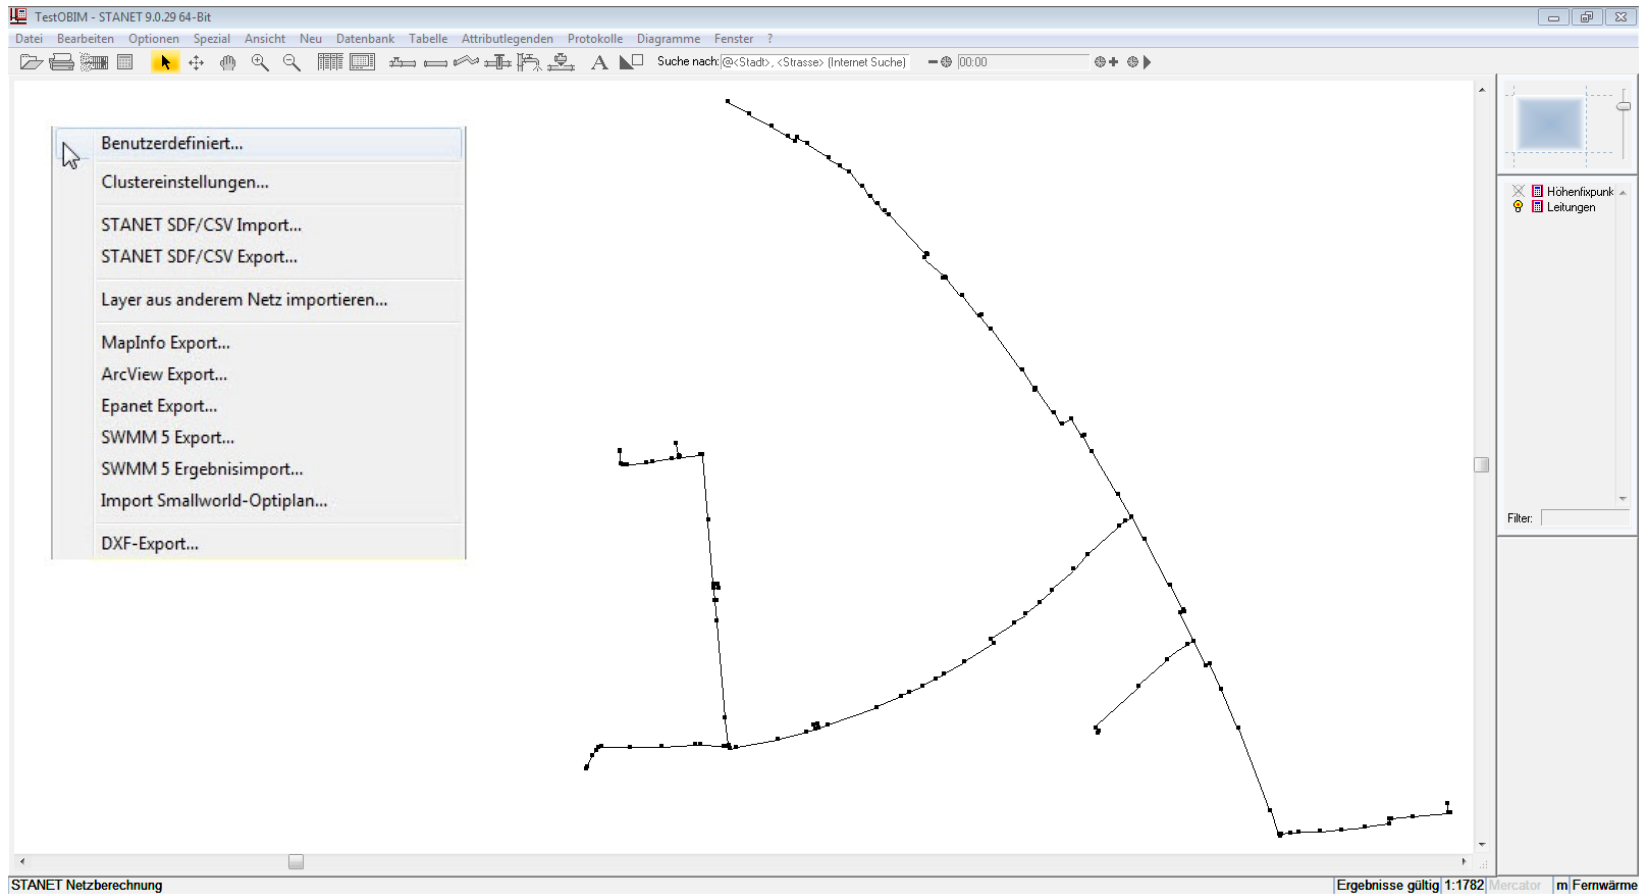 TestOBIM - STANET 9.0.29 64-Bit
Datei Bearbeiten Optionen Spezial Ansicht Neu Datenbank Tabelle Attributlegenden Protokolle Diagramme Fenster ?
A Suche nach: @<Stadt>, <Strasse> (Internet Suche) 00:00
Benutzerdefiniert...
Clustereinstellungen...
STANET SDF/CSV Import...
STANET SDF/CSV Export...
Layer aus anderem Netz importieren...
MapInfo Export...
ArcView Export...
Epanet Export...
SWMM 5 Export...
SWMM 5 Ergebnisimport...
Import Smallworld-Optiplan...
DXF-Export...
Höhenfixpunk
Leitungen
Filter:
STANET Netzberechnung
Ergebnisse gültig 1:1782 Mercator m Fernwärme